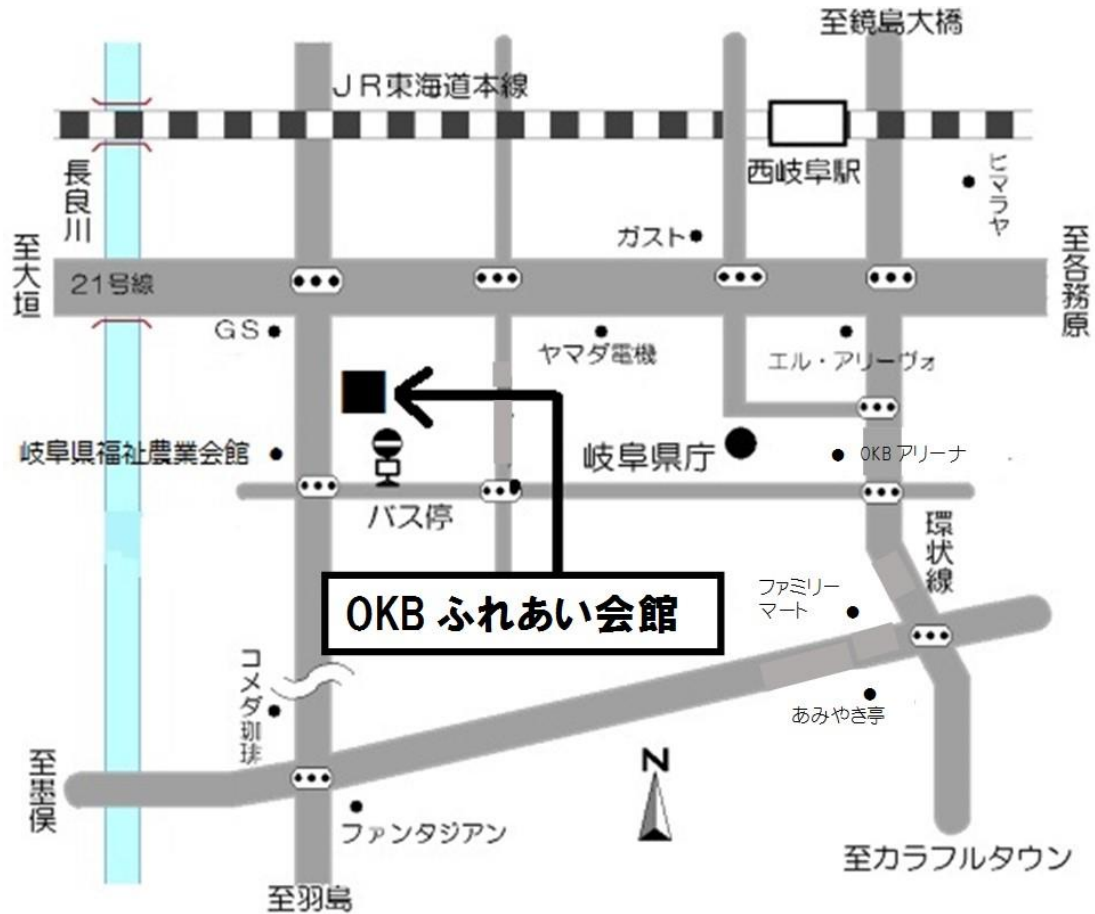 至鏡島大橋
JR東海道本線
長良川
西岐阜駅
ヒマラヤ
至大垣
ガスト
至各務原
21号線
GS
ヤマダ電機
エル・アリーヴォ
岐阜県福祉農業会館
岐阜県庁
OKBアリーナ
バス停
環状線
OKBふれあい会館
ファミリー
マート
コメダ珈琲
あみやき亭
N
至墨俣
ファンタジアン
至カラフルタウン
至羽島